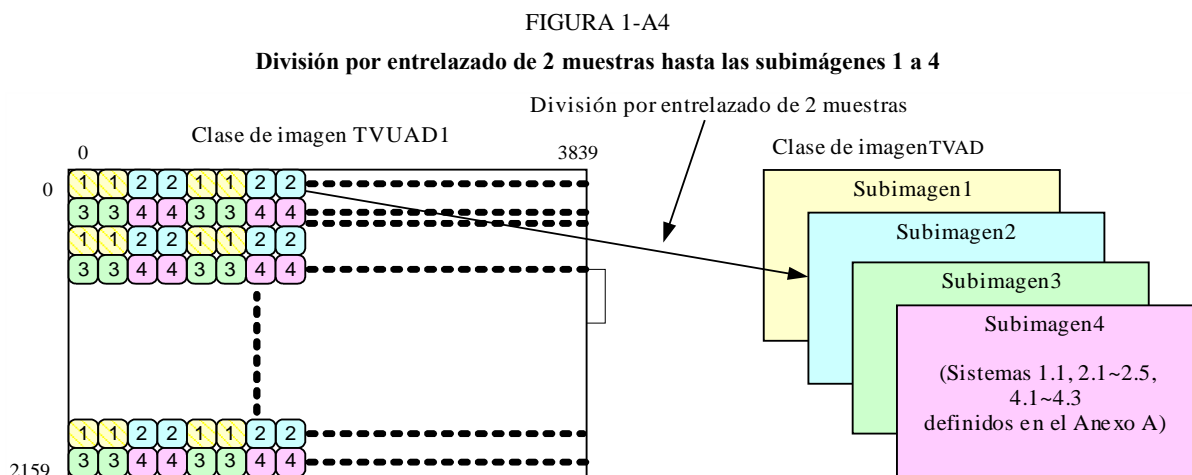 FIGURA 1-A4
División por entrelazado de 2 muestras hasta las subimágenes 1 a 4
División por entrelazado de 2 muestras
Clase de imagen TVUAD1
0
3839
0
1 1 2 2 1 1 2 2
3 3 4 4 3 3 4 4
1 1 2 2 1 1 2 2
3 3 4 4 3 3 4 4
1 1 2 2 1 1 2 2
3 3 4 4 3 3 4 4
2159
Clase de imagenTVAD
Subimagen1
Subimagen2
Subimagen3
Subimagen4
(Sistemas 1.1, 2.1~2.5,
4.1~4.3
definidos en el Anexo A)